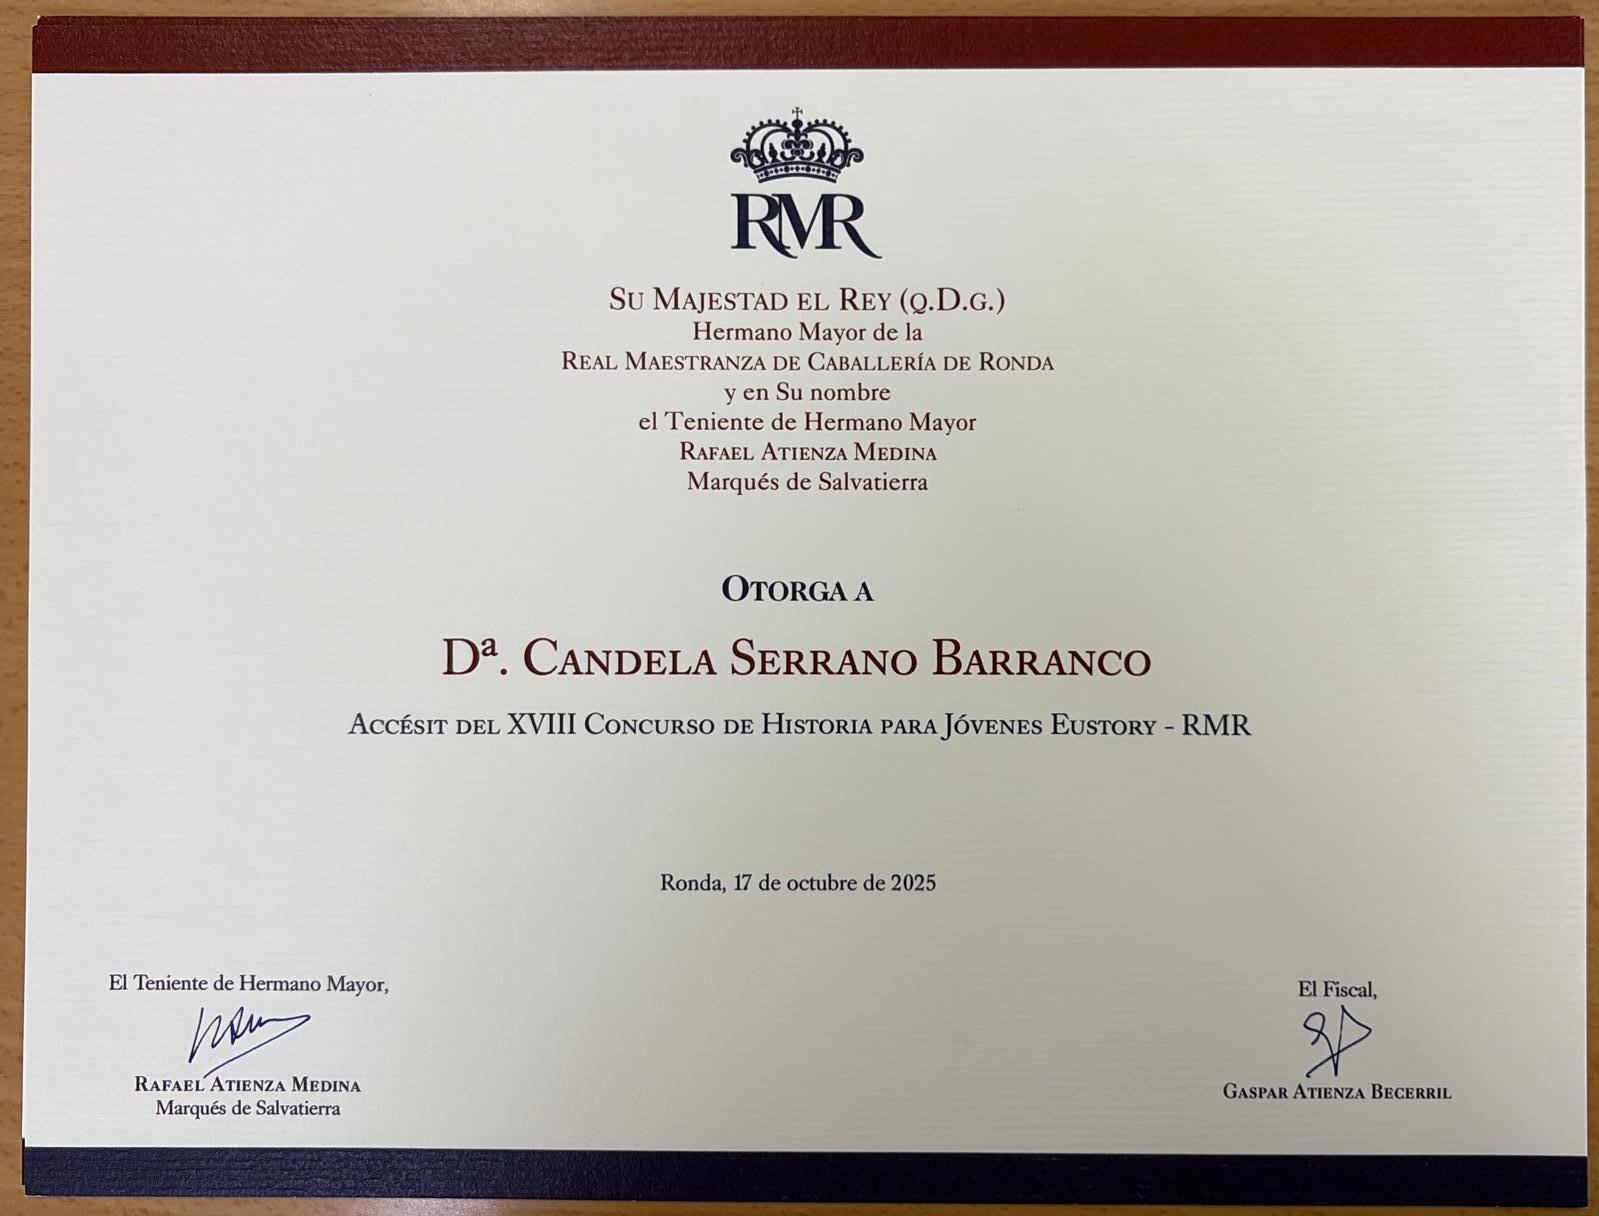 RMR
Su Majestad el Rey (q.D.g.)
Hermano Mayor de la
Real Maestranza de Caballería de Ronda
y en Su nombre
el Teniente de Hermano Mayor
Rafael Atienza Medina
Marqués de Salvatierra
Otorga a
Dª. Candela Serrano Barranco
Accésit del XVIII Concurso de Historia para Jóvenes Eustory - RMR
Ronda, 17 de octubre de 2025
El Teniente de Hermano Mayor,
Rafael Atienza Medina
Marqués de Salvatierra
El Fiscal,
Gaspar Atienza Becerril